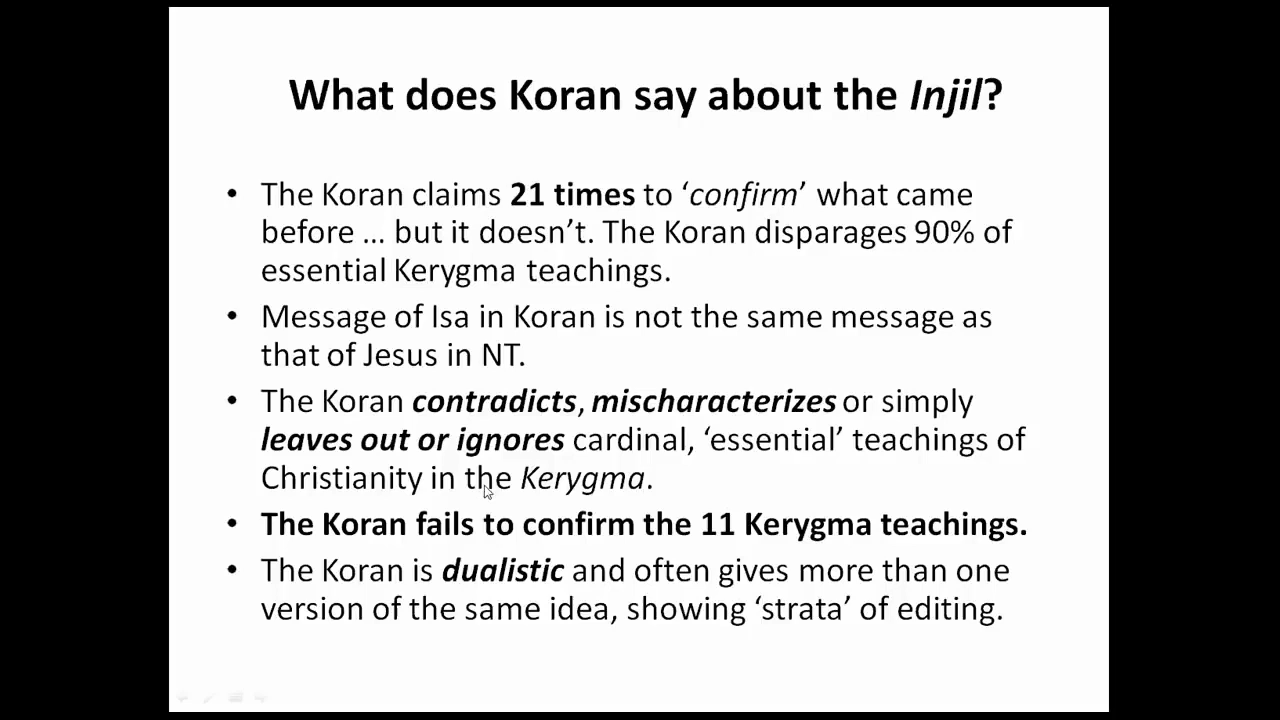 What does Koran say about the Injil?
• The Koran claims 21 times to ‘confirm’ what came
before ... but it doesn’t. The Koran disparages 90% of
essential Kerygma teachings.
• Message of Isa in Koran is not the same message as
that of Jesus in NT.
• The Koran contradicts, mischaracterizes or simply
leaves out or ignores cardinal, ‘essential’ teachings of
Christianity in the Kerygma.
• The Koran fails to confirm the 11 Kerygma teachings.
• The Koran is dualistic and often gives more than one
version of the same idea, showing ‘strata’ of editing.